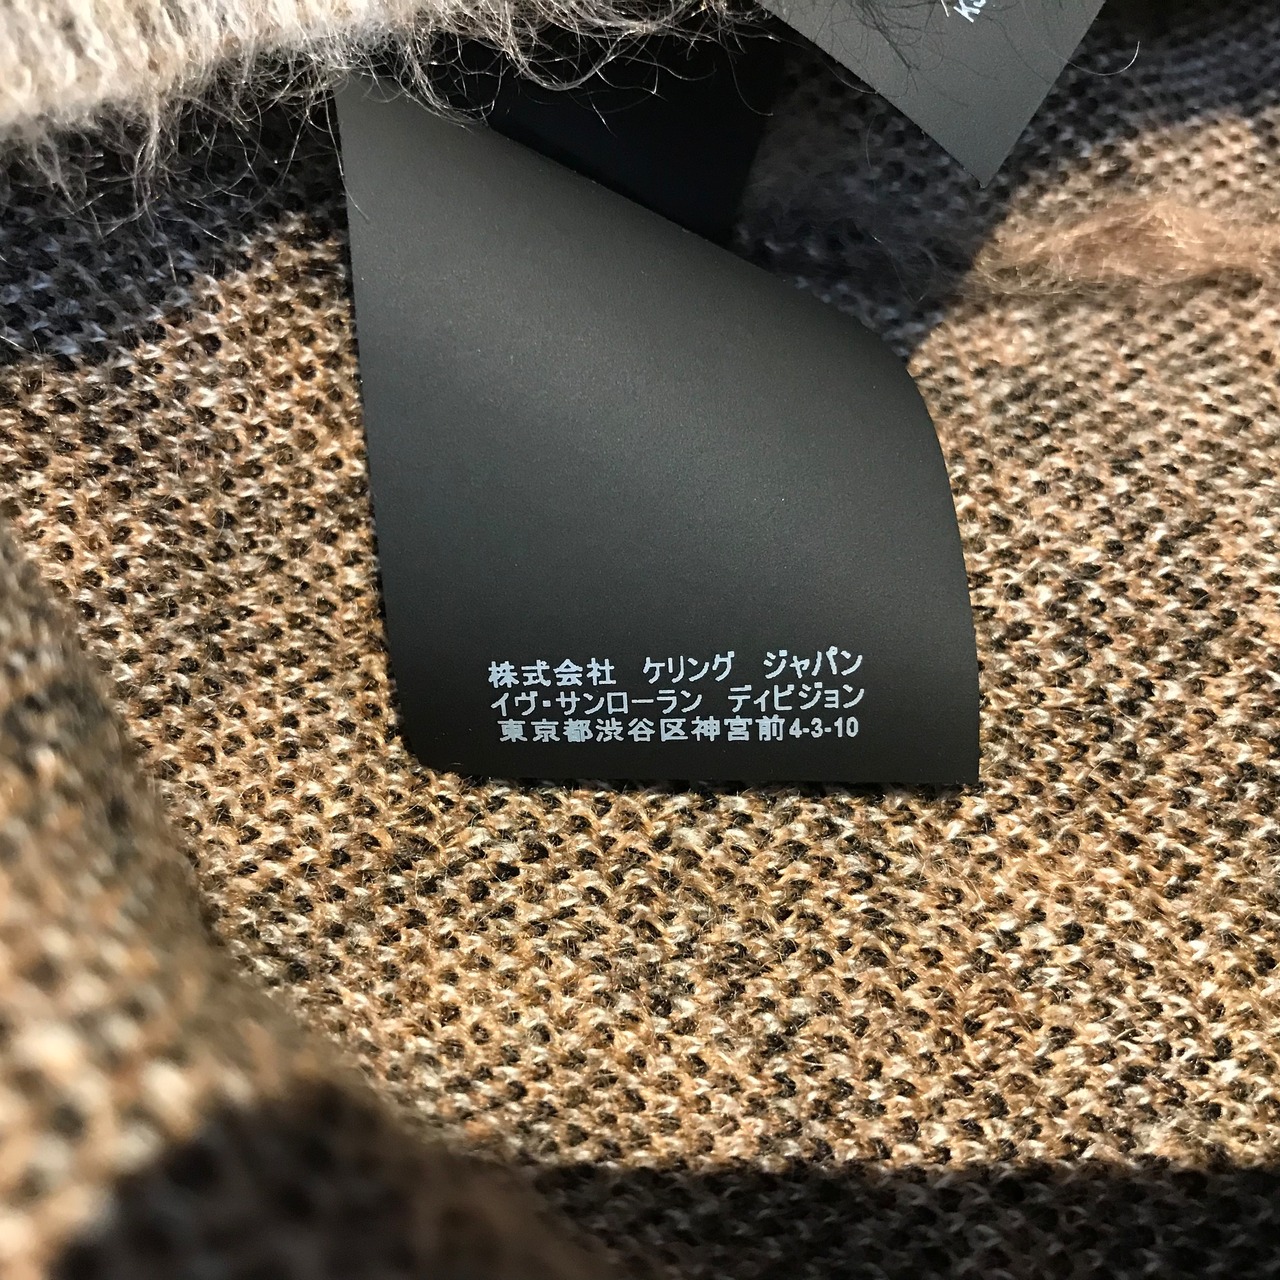 株式会社 ケリング ジャパン
イヴ・サンローラン ディビジョン
東京都渋谷区神宮前4-3-10